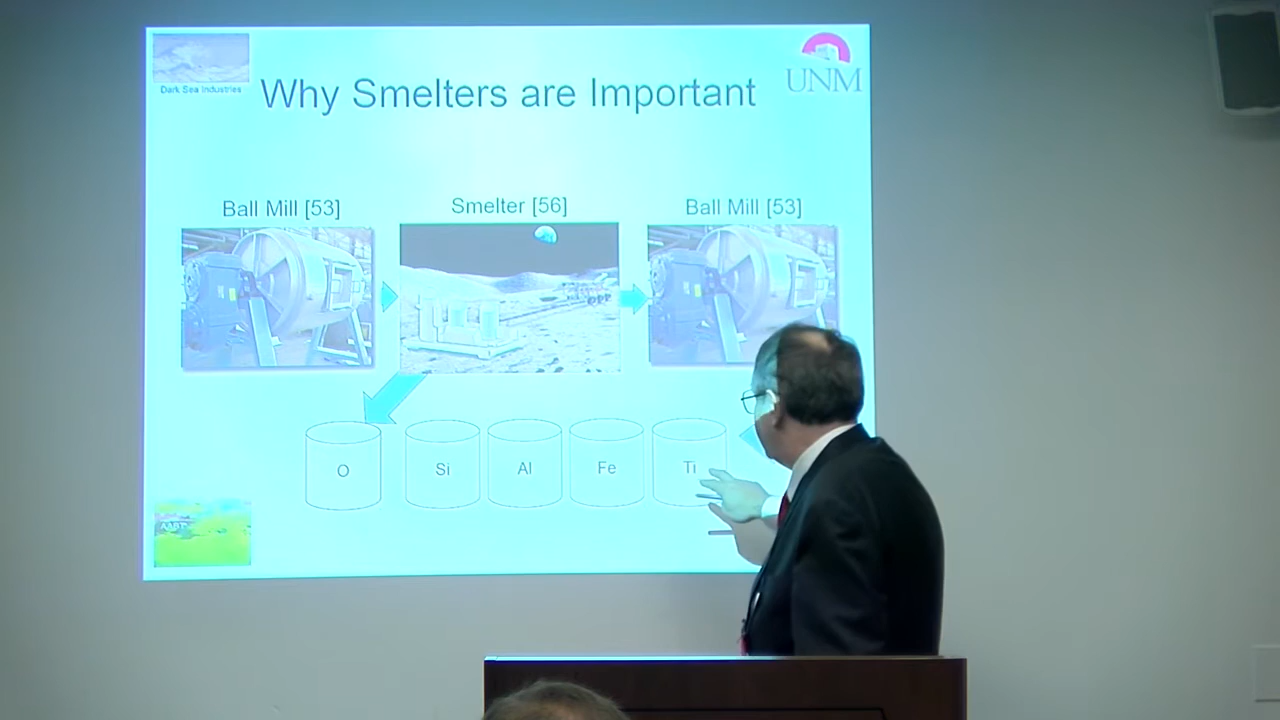 Dark Sea Industries
UNM
Why Smelters are Important
Ball Mill [53]
Smelter [56]
Ball Mill [53]
O
Si
Al
Fe
Ti